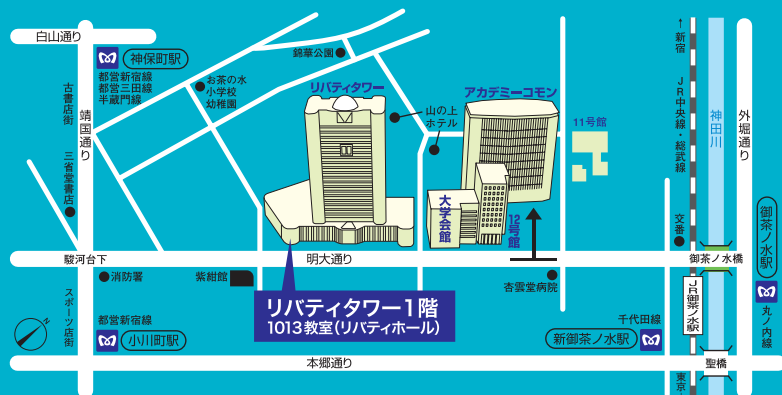 白山通り
神保町駅
都営新宿線
都営三田線
半蔵門線
古書店街
靖国通り
三省堂書店
お茶の水
小学校
幼稚園
錦華公園
リバティタワー
山の上
ホテル
アカデミーコモン
11号館
大学会館
12号館
↑新宿
JR中央線・総武線
神田川
外堀通り
交番
御茶ノ水駅
駿河台下
明大通り
御茶ノ水橋
消防署
紫紺館
杏雲堂病院
リバティタワー1階
1013教室(リバティホール)
スポーツ店街
N
都営新宿線
小川町駅
千代田線
新御茶ノ水駅
JR御茶ノ水駅
丸ノ内線
本郷通り
聖橋
東京